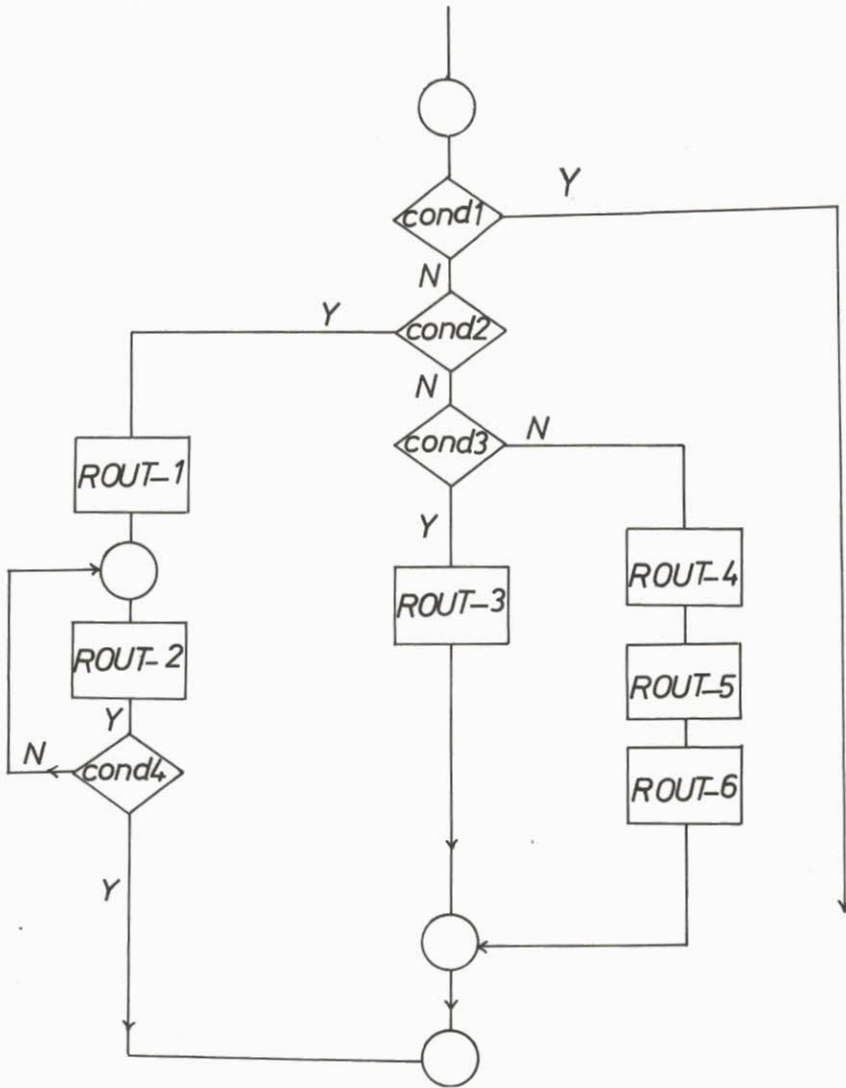 Y
cond1
N
Y
cond2
N
cond3
N
ROUT-1
Y
ROUT-4
ROUT-3
ROUT-2
ROUT-5
Y
N
cond4
ROUT-6
Y